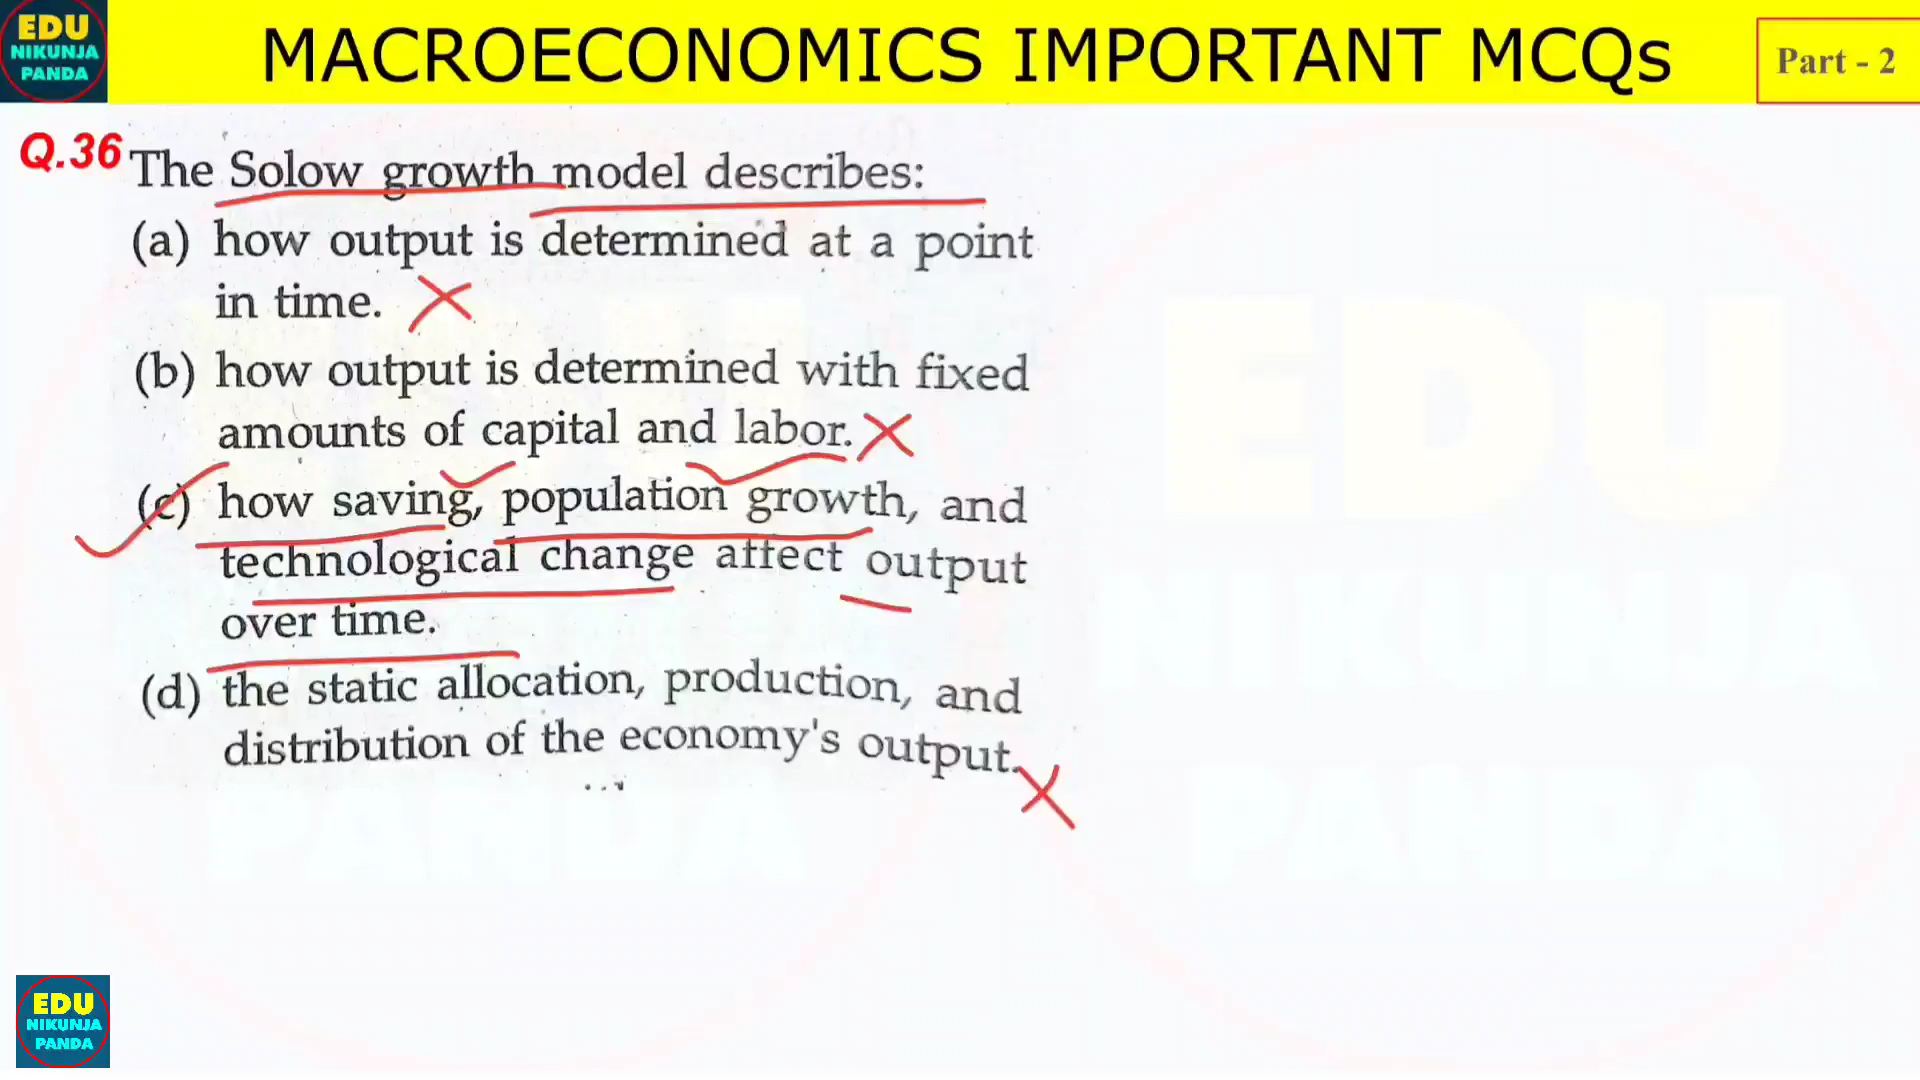 EDU
NIKUNJA
PANDA
MACROECONOMICS IMPORTANT MCQs
Part - 2
Q.36 The Solow growth model describes:
(a) how output is determined at a point
in time.
(b) how output is determined with fixed
amounts of capital and labor.
(c) how saving, population growth, and
technological change affect output
over time.
(d) the static allocation, production, and
distribution of the economy's output.
EDU
NIKUNJA
PANDA
EDU
NIKUNJA
PANDA